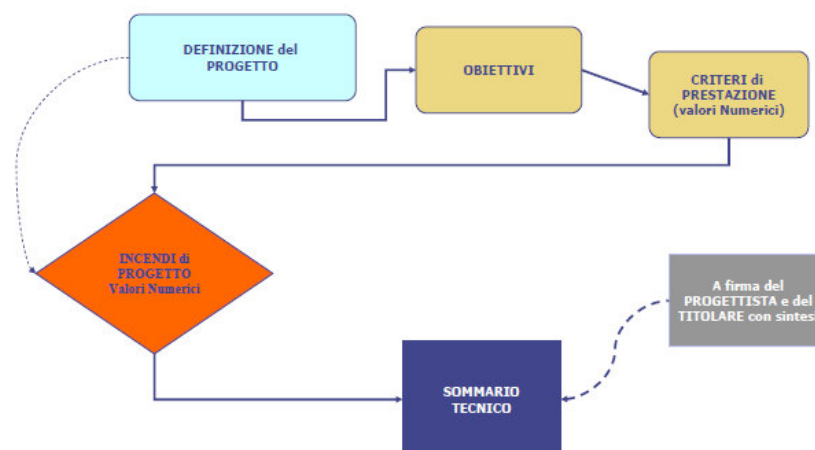 DEFINIZIONE del
PROGETTO
OBIETTIVI
CRITERI di
PRESTAZIONE
(valori Numerici)
INCENDI di
PROGETTO
Valori Numerici
A firma del
PROGETTISTA e del
TITOLARE con sintesi
SOMMARIO
TECNICO